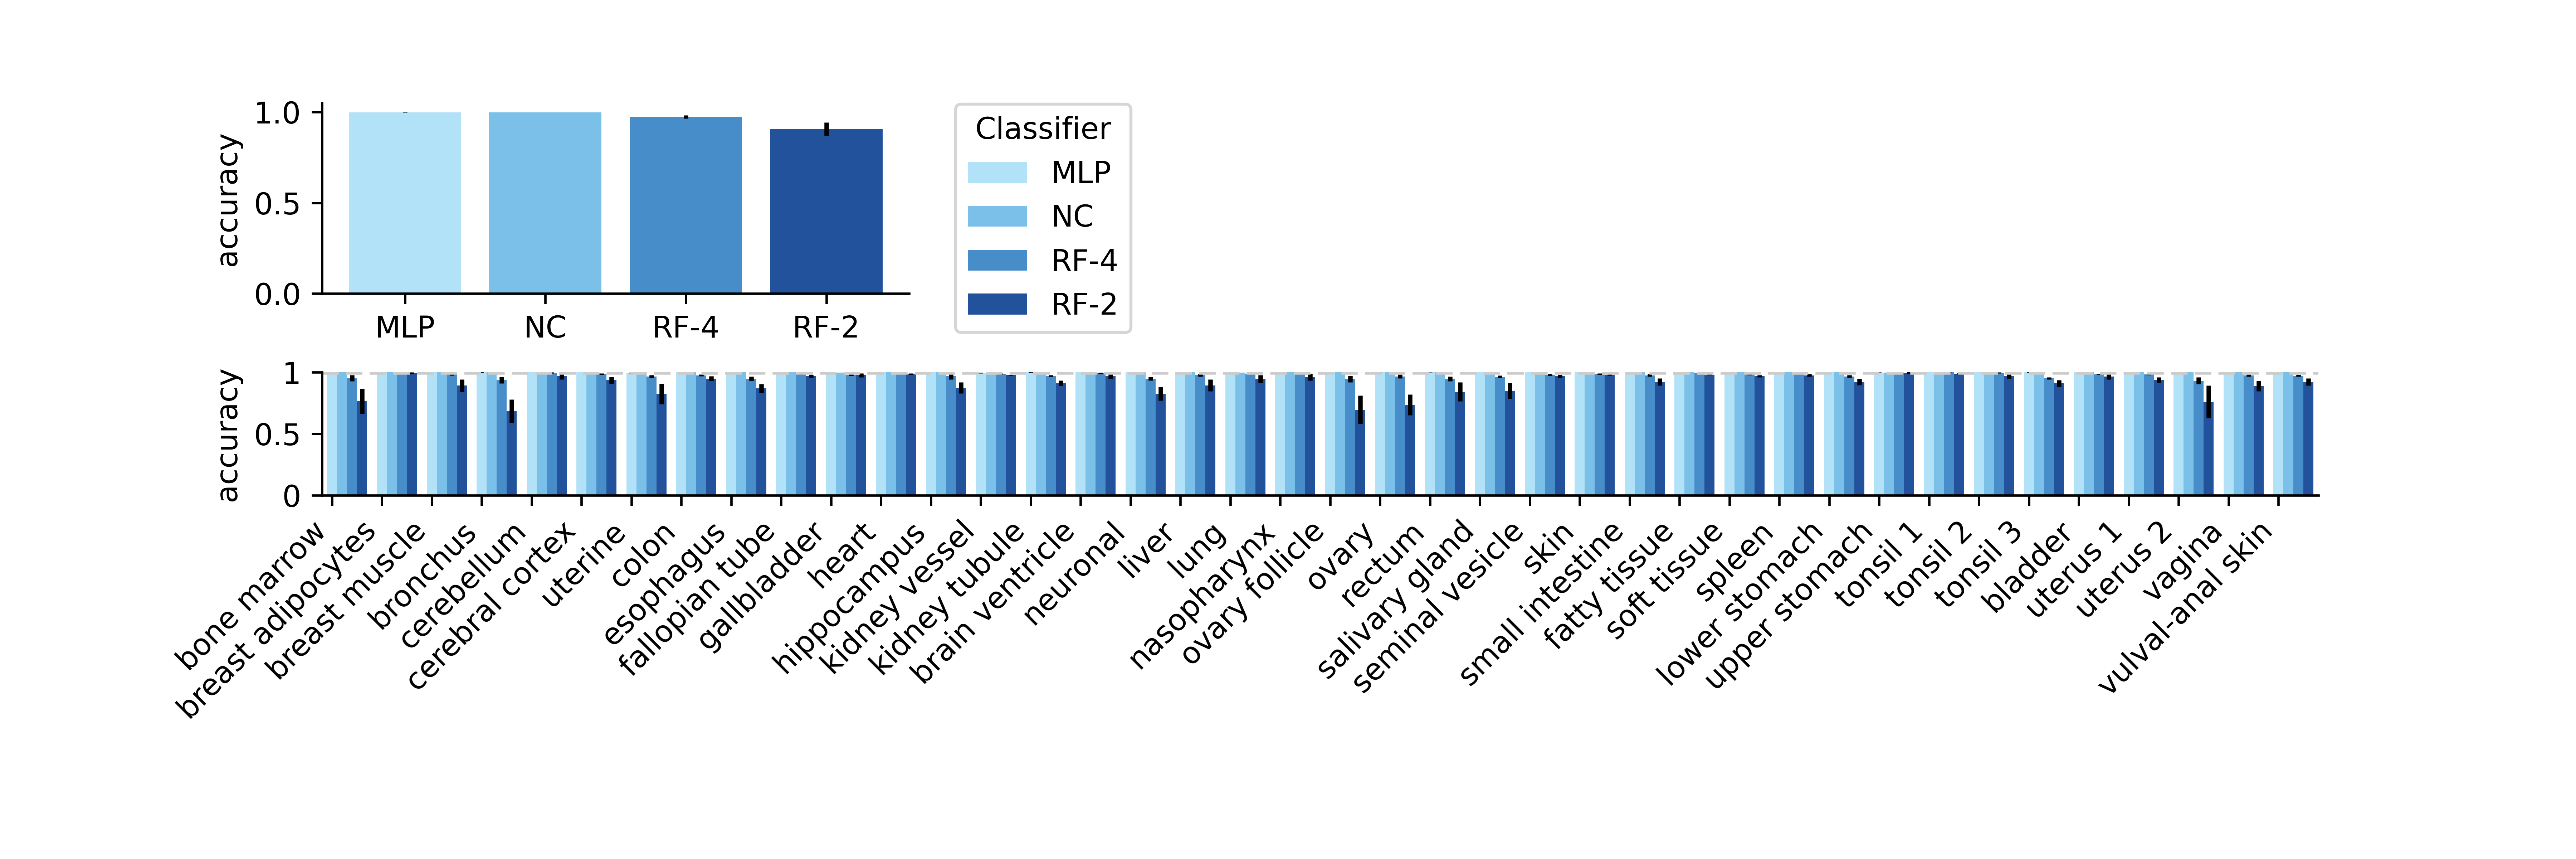 accuracy
1.0
0.5
0.0
MLP
NC
RF-4
RF-2
Classifier
MLP
NC
RF-4
RF-2
accuracy
1
0.5
0
bone marrow
breast adipocytes
breast muscle
bronchus
cerebellum
cerebral cortex
uterine
colon
esophagus
fallopian tube
gallbladder
heart
hippocampus
kidney vessel
kidney tubule
brain ventricle
neuronal
liver
lung
nasopharynx
ovary follicle
ovary
rectum
salivary gland
seminal vesicle
skin
small intestine
fatty tissue
soft tissue
spleen
lower stomach
upper stomach
tonsil 1
tonsil 2
tonsil 3
bladder
uterus 1
uterus 2
vagina
vulval-anal skin